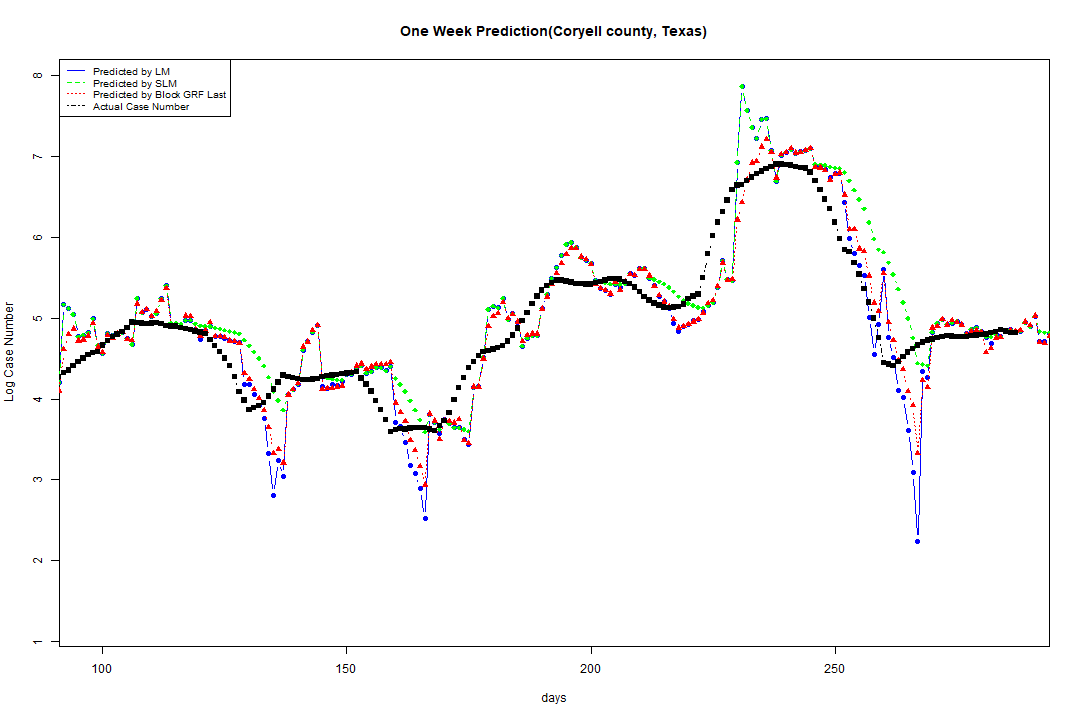 One Week Prediction(Coryell county, Texas)
Predicted by LM
Predicted by SLM
Predicted by Block GRF Last
Actual Case Number
8
7
6
5
4
3
2
1
Log Case Number
100 150 200 250
days